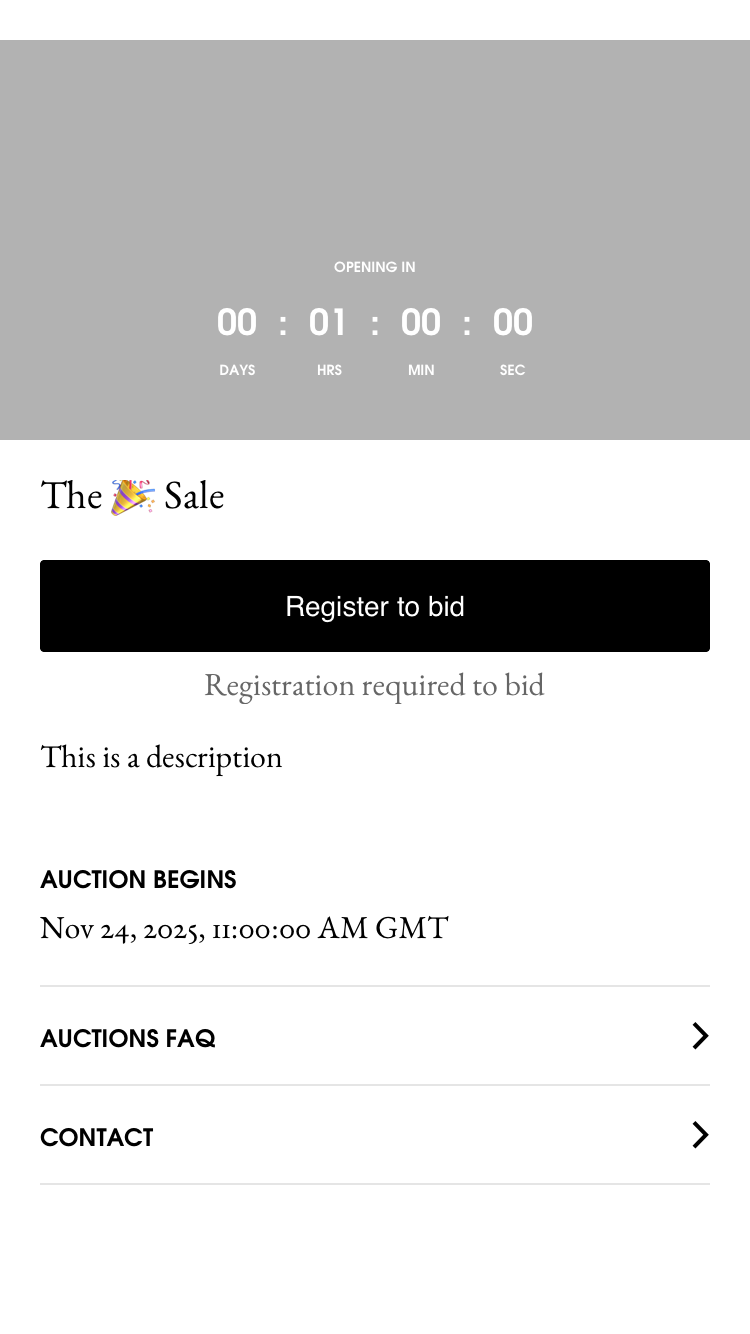 OPENING IN
00 : 01 : 00 : 00
DAYS HRS MIN SEC
The 🎉 Sale
Register to bid
Registration required to bid
This is a description
AUCTION BEGINS
Nov 24, 2025, 11:00:00 AM GMT
AUCTIONS FAQ
CONTACT